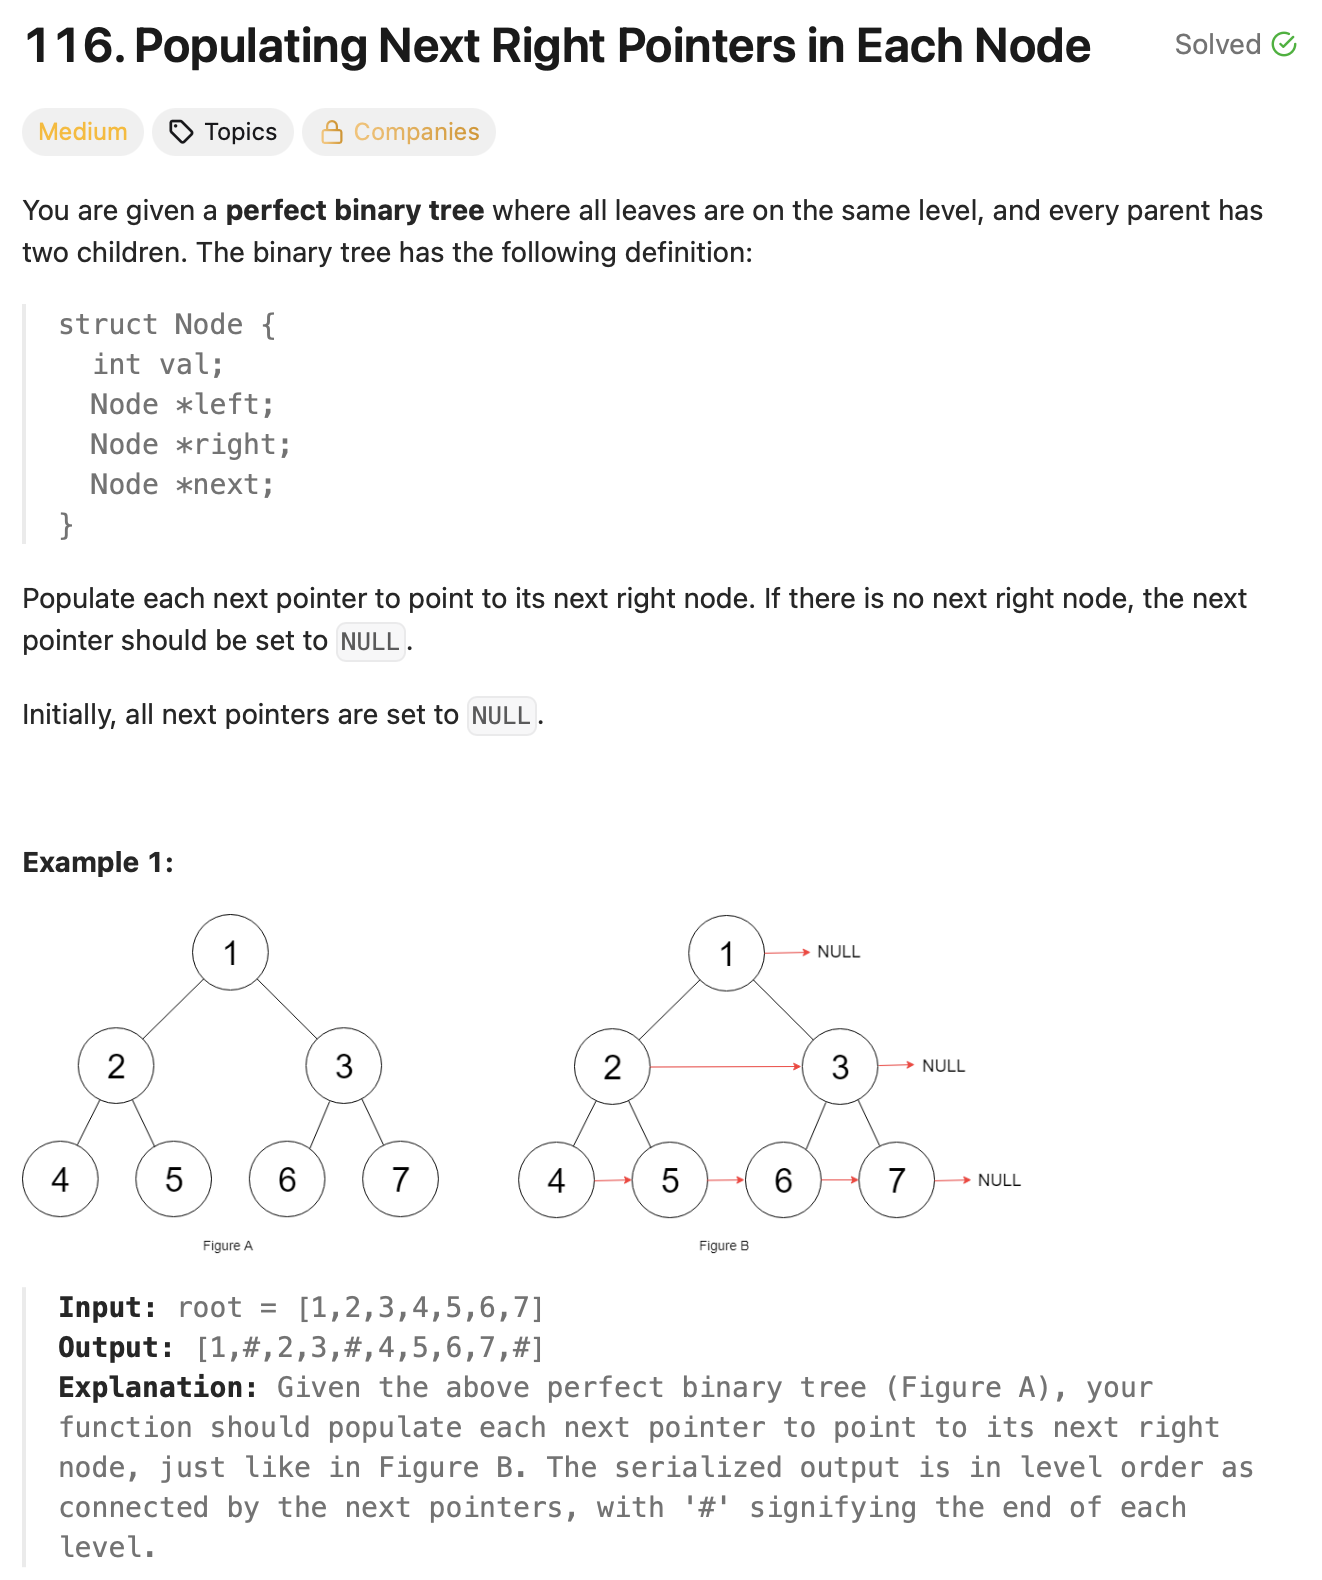 116. Populating Next Right Pointers in Each Node
Solved
Medium
Topics
Companies
You are given a perfect binary tree where all leaves are on the same level, and every parent has
two children. The binary tree has the following definition:
struct Node {
  int val;
  Node *left;
  Node *right;
  Node *next;
}
Populate each next pointer to point to its next right node. If there is no next right node, the next
pointer should be set to NULL.
Initially, all next pointers are set to NULL.
Example 1:
1
2 3
4 5 6 7
Figure A
1 NULL
2 3 NULL
4 5 6 7 NULL
Figure B
Input: root = [1,2,3,4,5,6,7]
Output: [1,#,2,3,#,4,5,6,7,#]
Explanation: Given the above perfect binary tree (Figure A), your
function should populate each next pointer to point to its next right
node, just like in Figure B. The serialized output is in level order as
connected by the next pointers, with '#' signifying the end of each
level.